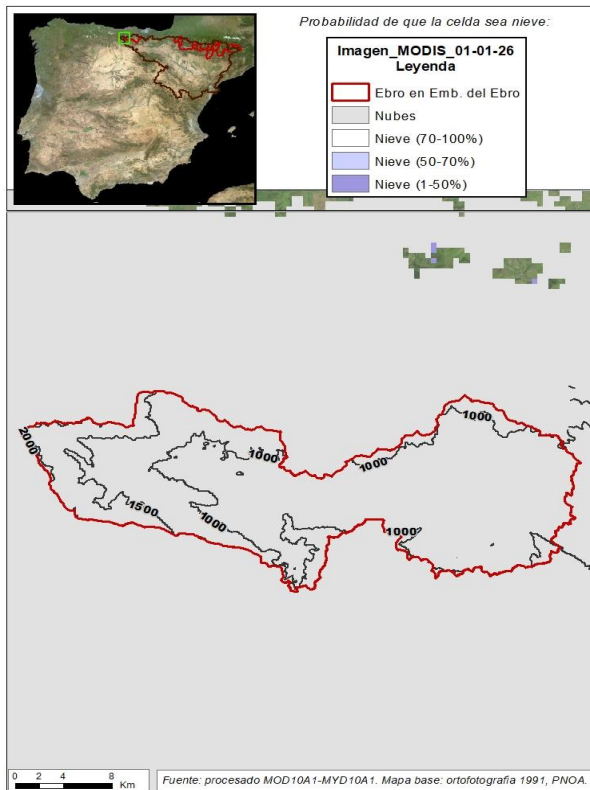 Probabilidad de que la celda sea nieve:
Imagen_MODIS_01-01-26
Leyenda
Ebro en Emb. del Ebro
Nubes
Nieve (70-100%)
Nieve (50-70%)
Nieve (1-50%)
1000
2000
1000
1000
1500
1000
1000
0 2 4 8
Km
Fuente: procesado MOD10A1-MYD10A1. Mapa base: ortofotografia 1991, PNOA.